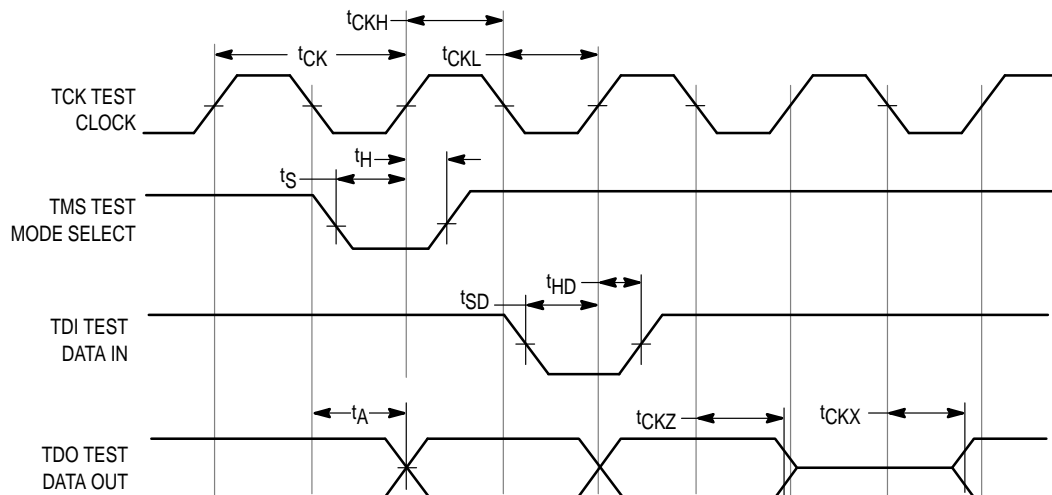 tCKH
tCK
tCKL
TCK TEST
CLOCK
tH
tS
TMS TEST
MODE SELECT
tHD
tSD
TDI TEST
DATA IN
tA
tCKZ
tCKX
TDO TEST
DATA OUT